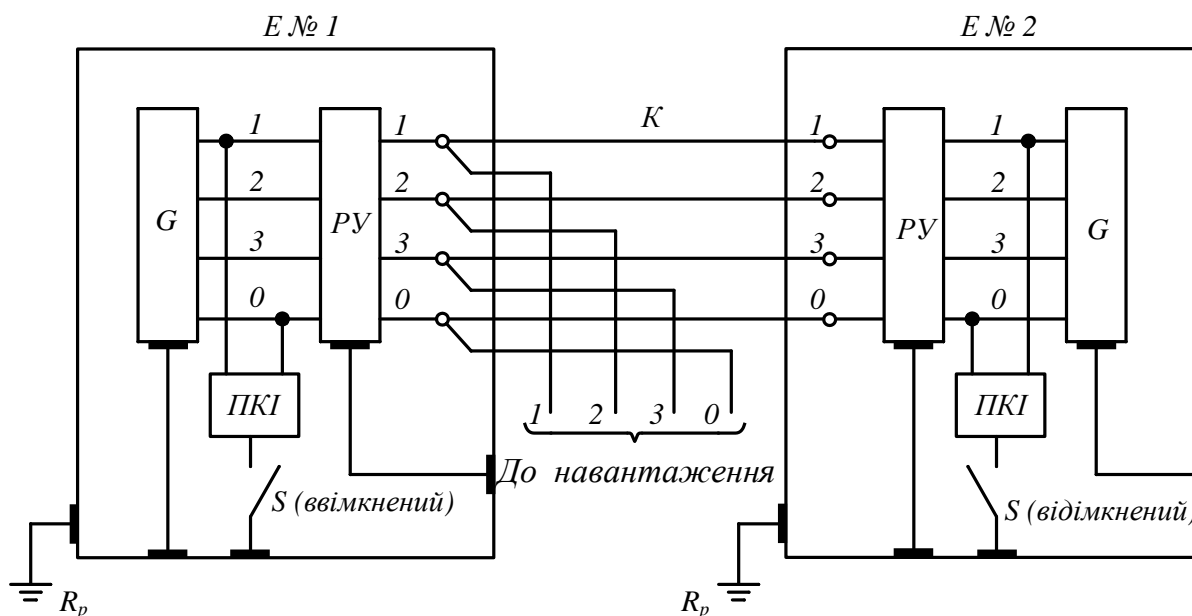 E № 1
E № 2
1
1
K
1
1
2
2
2
2
G
РУ
РУ
G
3
3
3
3
0
0
0
0
ПКІ
1
2
3
0
ПКІ
До навантаження
S (ввімкнений)
S (відімкнений)
Rр
Rр